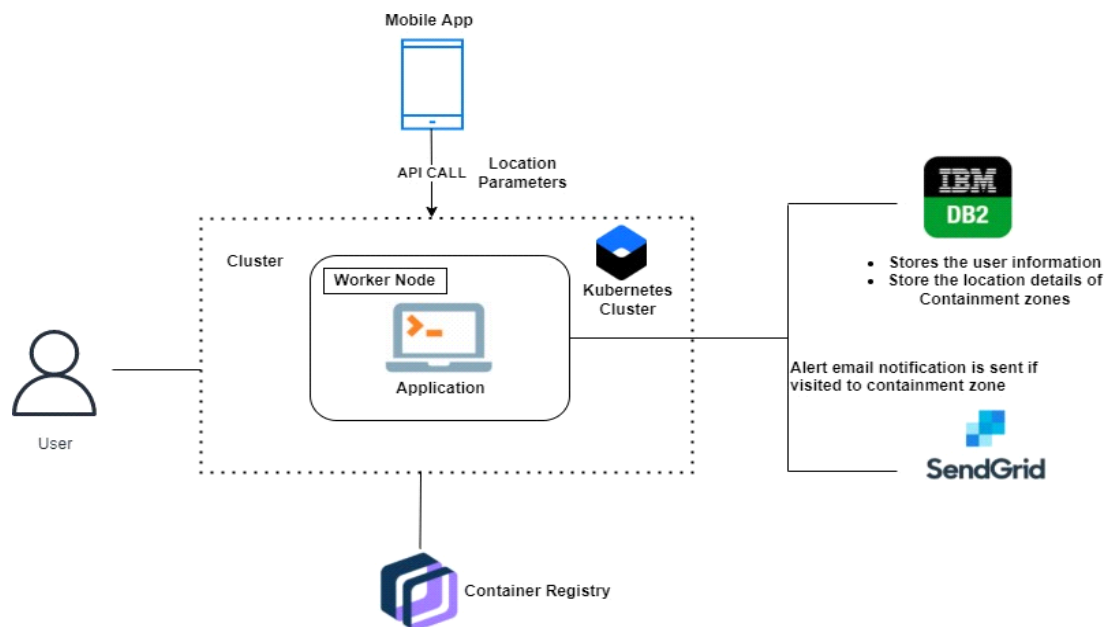 Mobile App
API CALL
Location
Parameters
Cluster
Worker Node
Application
Kubernetes
Cluster
IBM
DB2
• Stores the user information
• Store the location details of
Containment zones
User
Alert email notification is sent if
visited to containment zone
SendGrid
Container Registry